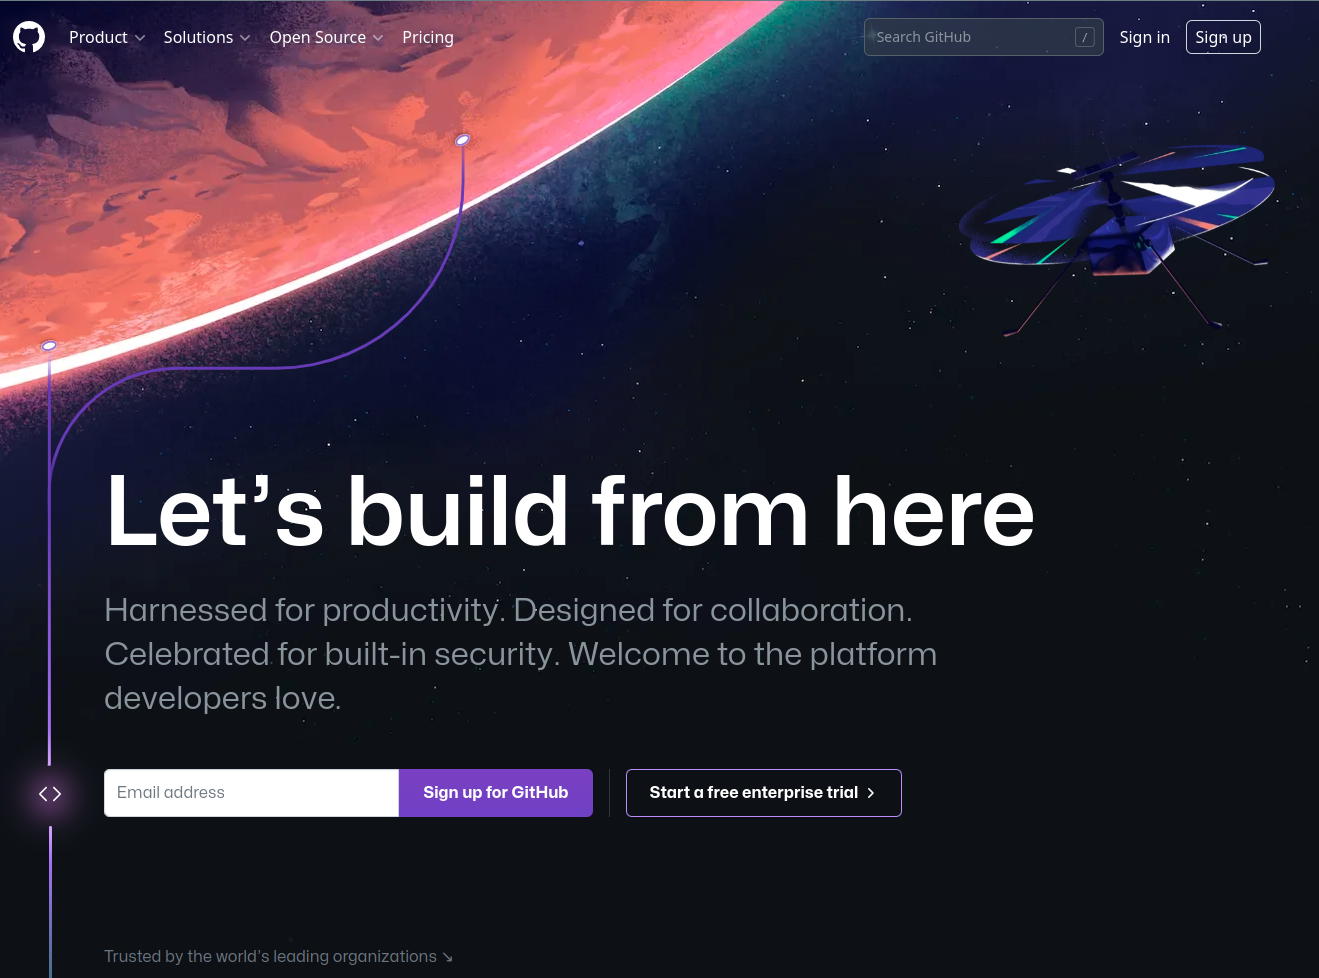 Product Solutions Open Source Pricing Search GitHub / Sign in Sign up
Let’s build from here
Harnessed for productivity. Designed for collaboration.
Celebrated for built-in security. Welcome to the platform
developers love.
Email address Sign up for GitHub Start a free enterprise trial
Trusted by the world’s leading organizations ↘